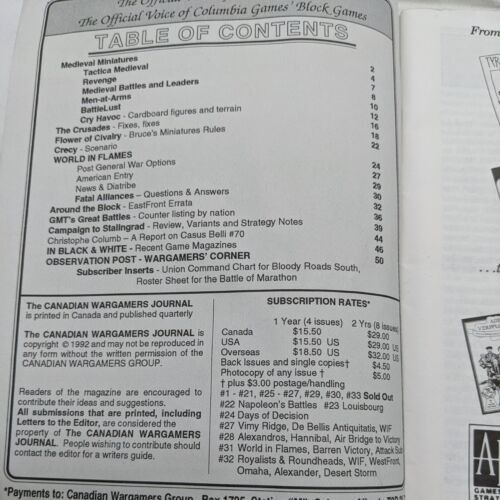 The Official Voice of Columbia Games' Block Games
TABLE OF CONTENTS
Medieval Miniatures
Tactica Medieval 2
Revenge 4
Medieval Battles and Leaders 7
Men-at-Arms 8
BattleLust 10
Cry Havoc - Cardboard figures and terrain 12
The Crusades - Fixes, fixes 16
Flower of Civalry - Bruce's Miniatures Rules 18
Crecy - Scenario 22
WORLD IN FLAMES
Post General War Options 24
American Entry 27
News & Diatribe 29
Fatal Alliances – Questions & Answers 30
Around the Block - EastFront Errata 32
GMT's Great Battles - Counter listing by nation 36
Campaign to Stalingrad - Review, Variants and Strategy Notes 39
Christophe Columb – A Report on Casus Belli #70 44
IN BLACK & WHITE - Recent Game Magazines 46
OBSERVATION POST - WARGAMERS' CORNER 50
Subscriber Inserts - Union Command Chart for Bloody Roads South,
Roster Sheet for the Battle of Marathon
The CANADIAN WARGAMERS JOURNAL
is printed in Canada and published quarterly
The CANADIAN WARGAMERS JOURNAL is
copyright © 1992 and may not be reproduced in
any form without the written permission of the
CANADIAN WARGAMERS GROUP.
Readers of the magazine are encouraged to
contribute their ideas and suggestions.
All submissions that are printed, including
Letters to the Editor, are considered the
property of The CANADIAN WARGAMERS
JOURNAL. People wishing to contribute should
contact the editor for a writers guide.
SUBSCRIPTION RATES*
1 Year (4 issues) 2 Yrs (8 issues)
Canada $15.50 $29.00
USA $15.50 US $29.00 US
Overseas $18.50 US $32.00 US
Back Issues and single copies† $4.50
Photocopy of any issue † $5.00
† plus $3.00 postage/handling
#1 - #21, #25 - #27, #29, #30, #33 Sold Out
#22 Napoleon's Battles #23 Louisbourg
#24 Days of Decision
#27 Vimy Ridge, De Bellis Antiquitatis, WIF
#28 Alexandros, Hannibal, Air Bridge to Victory
#31 World in Flames, Barren Victory, Attack Sub
#32 Royalists & Roundheads, WIF, WestFront,
Omaha, Alexander, Desert Storm
*Payments to: Canadian Wargamers Group
From